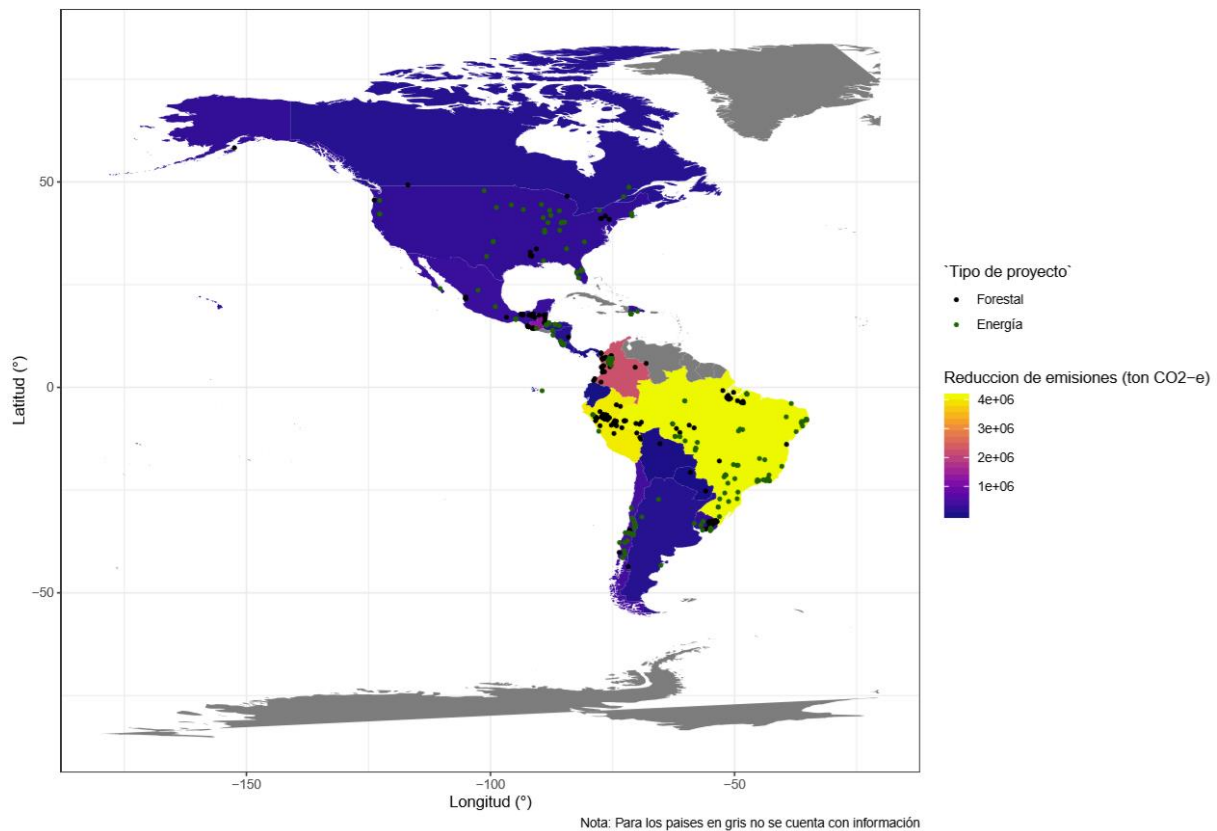 50
0
−50
Latitud (°)
−150
−100
−50
Longitud (°)
`Tipo de proyecto`
Forestal
Energía
Reduccion de emisiones (ton CO2−e)
4e+06
3e+06
2e+06
1e+06
Nota: Para los paises en gris no se cuenta con información